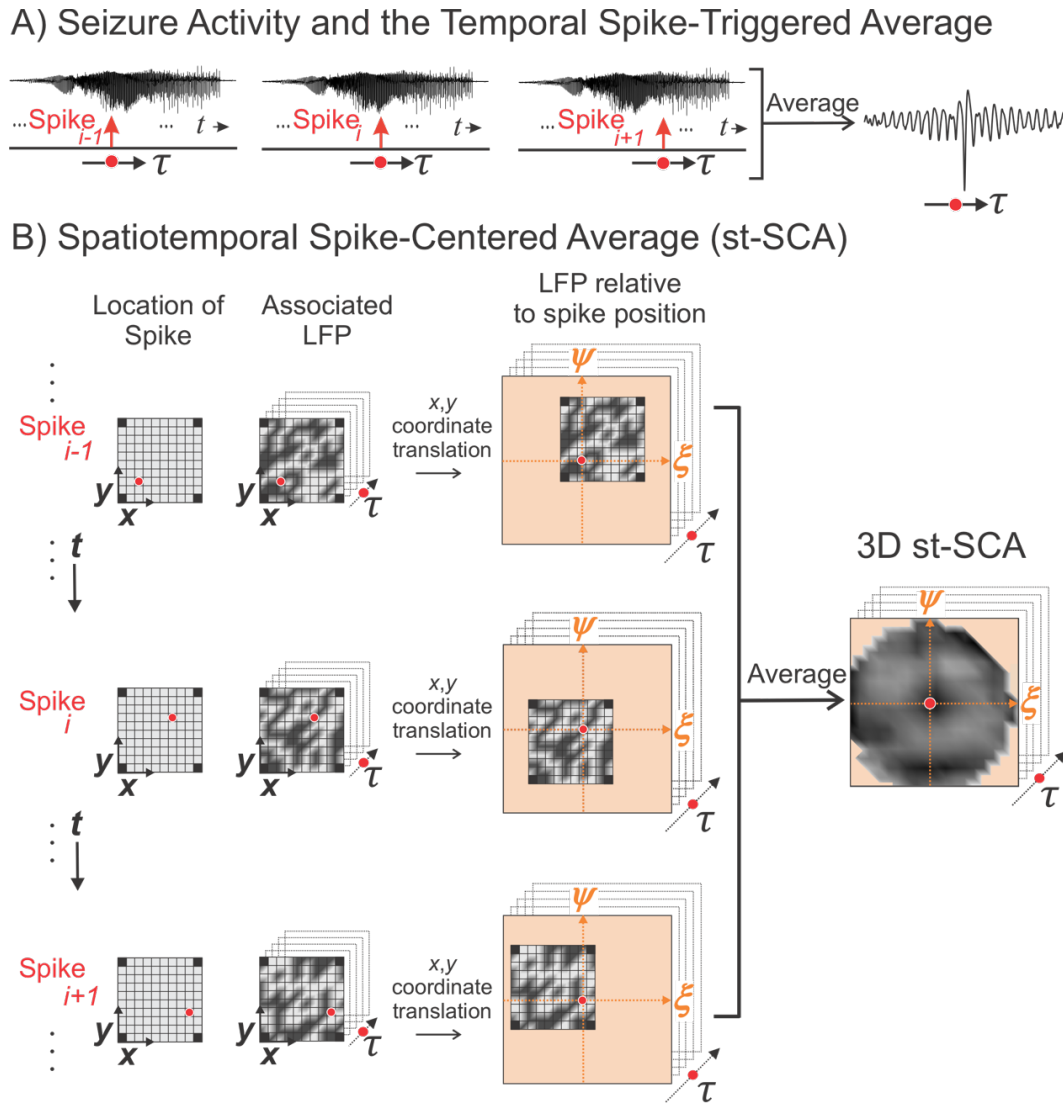 A) Seizure Activity and the Temporal Spike-Triggered Average
...Spike i-1 ... t
...Spike i ... t
...Spike i+1 ... t
Average
τ
τ
τ
τ
B) Spatiotemporal Spike-Centered Average (st-SCA)
Location of
Spike
Associated
LFP
LFP relative
to spike position
Spike
i-1
y
x
y
x
τ
x,y
coordinate
translation
ψ
ξ
τ
t
3D st-SCA
Spike
i
y
x
y
x
τ
x,y
coordinate
translation
ψ
ξ
τ
Average
ψ
ξ
τ
t
Spike
i+1
y
x
y
x
τ
x,y
coordinate
translation
ψ
ξ
τ